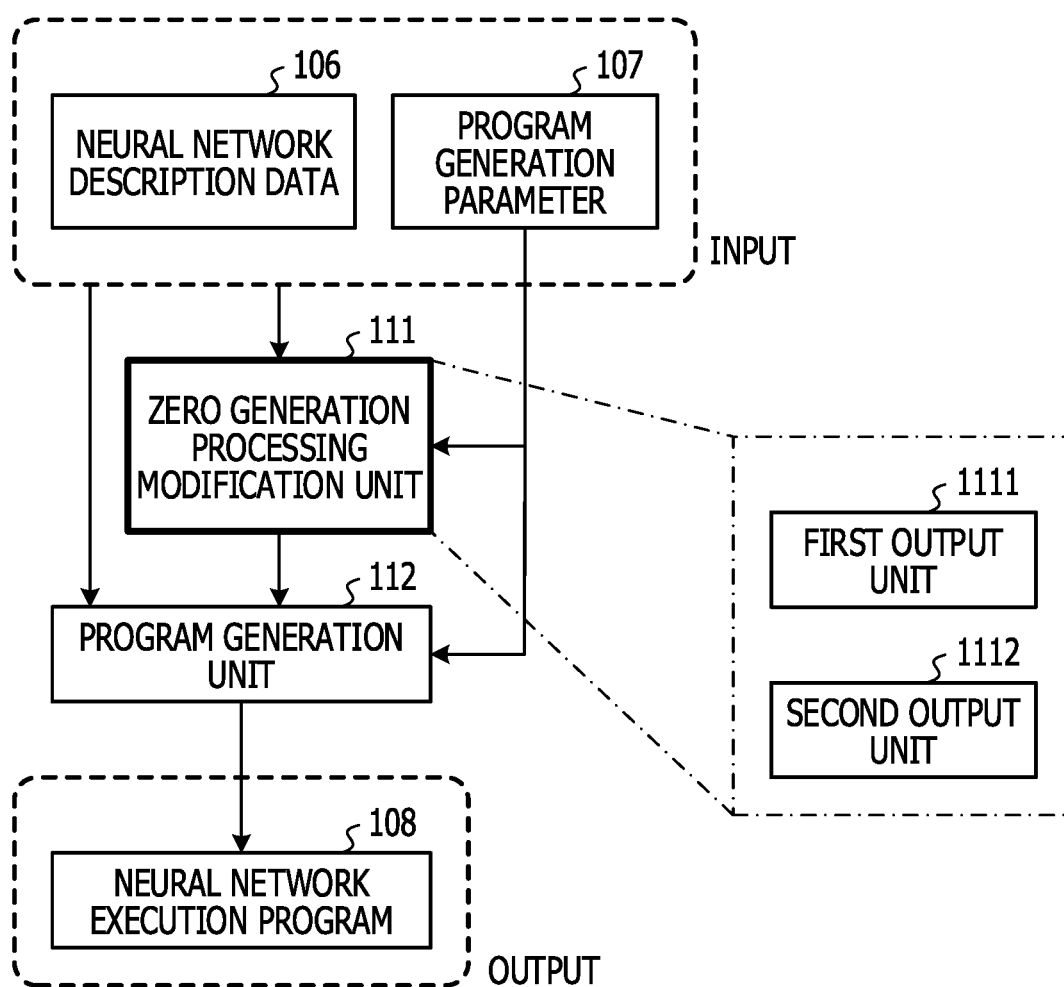 106
NEURAL NETWORK
DESCRIPTION DATA
107
PROGRAM
GENERATION
PARAMETER
INPUT
111
ZERO GENERATION
PROCESSING
MODIFICATION UNIT
1111
FIRST OUTPUT
UNIT
112
PROGRAM GENERATION
UNIT
1112
SECOND OUTPUT
UNIT
108
NEURAL NETWORK
EXECUTION PROGRAM
OUTPUT